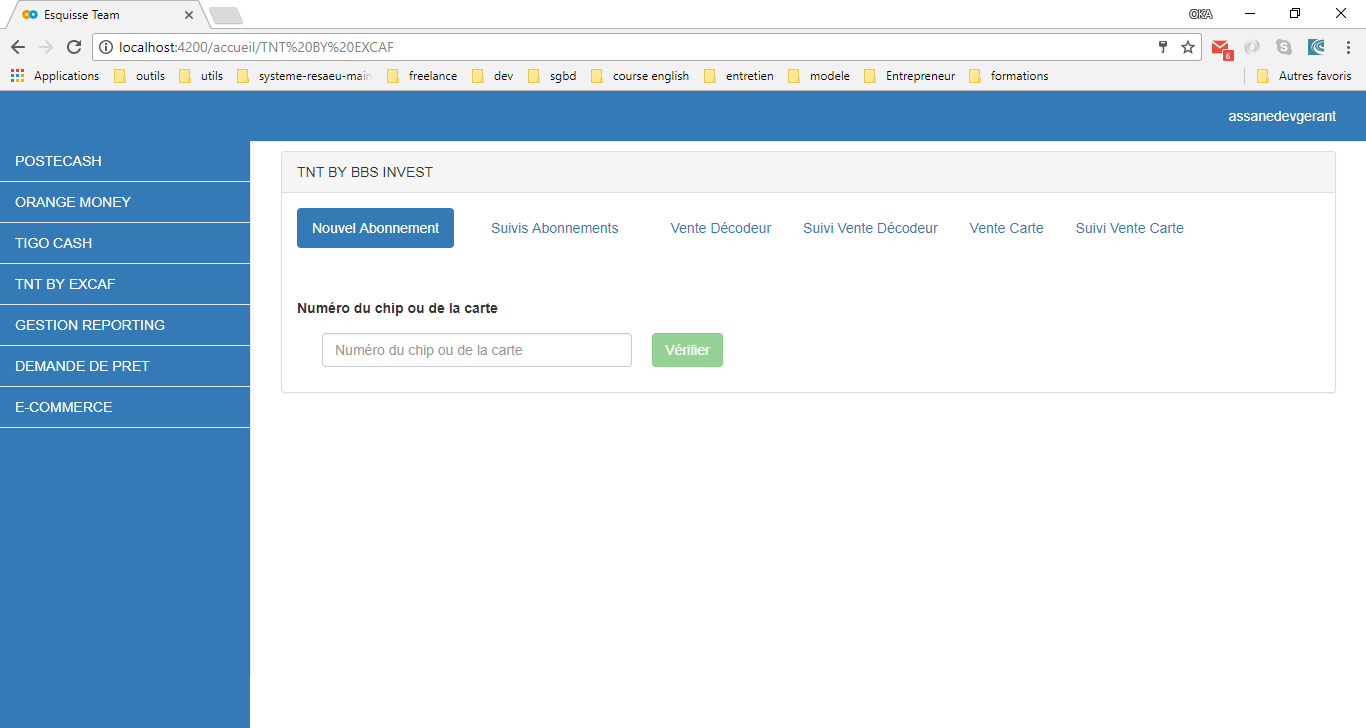 Esquisse Team
OKA
localhost:4200/accueil/TNT%20BY%20EXCAF
6
Applications outils utils systeme-resaeu-main freelance dev sgbd course english entretien modele Entrepreneur formations Autres favoris
assanedevgerant
POSTECASH
ORANGE MONEY
TIGO CASH
TNT BY EXCAF
GESTION REPORTING
DEMANDE DE PRET
E-COMMERCE
TNT BY BBS INVEST
Nouvel Abonnement Suivis Abonnements Vente Décodeur Suivi Vente Décodeur Vente Carte Suivi Vente Carte
Numéro du chip ou de la carte
Numéro du chip ou de la carte Vérifier